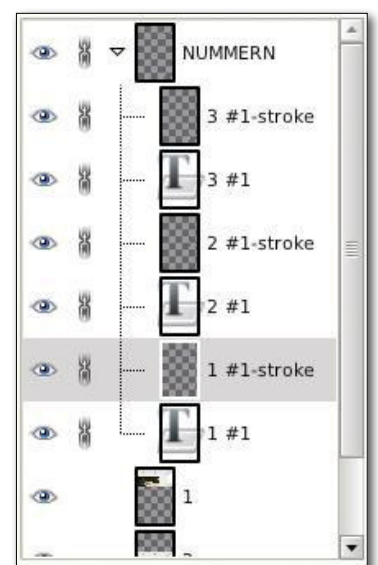 NUMMERN
3 #1-stroke
3 #1
2 #1-stroke
2 #1
1 #1-stroke
1 #1
1